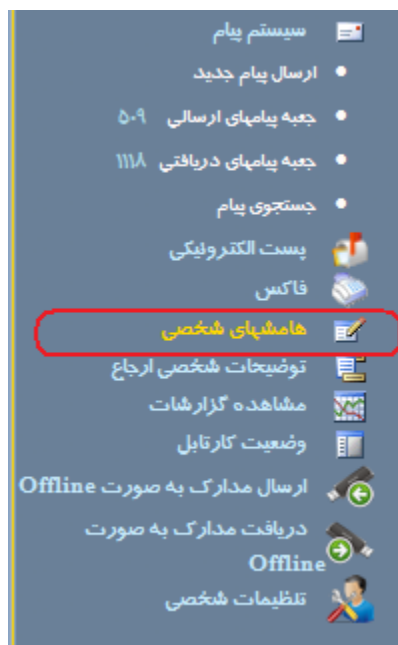 سیستم پیام
ارسال پیام جدید
جعبه پیامهای ارسالی ۵۰۹
جعبه پیامهای دریافتی ۱۱۱۸
جستجوی پیام
پست الکترونیکی
فاکس
هامشهای شخصی
توضیحات شخصی ارجاع
مشاهده گزارشات
وضعیت کارتابل
ارسال مدارک به صورت Offline
دریافت مدارک به صورت
Offline
تنظیمات شخصی